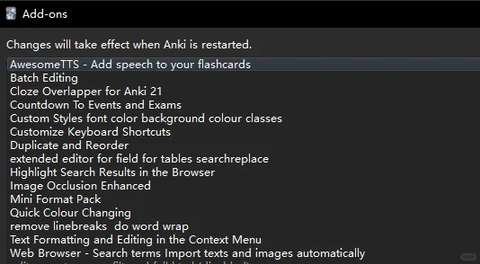 Add-ons
Changes will take effect when Anki is restarted.
AwesomeTTS - Add speech to your flashcards
Batch Editing
Cloze Overlapper for Anki 21
Countdown To Events and Exams
Custom Styles font color background colour classes
Customize Keyboard Shortcuts
Duplicate and Reorder
extended editor for field for tables searchreplace
Highlight Search Results in the Browser
Image Occlusion Enhanced
Mini Format Pack
Quick Colour Changing
remove linebreaks do word wrap
Text Formatting and Editing in the Context Menu
Web Browser - Search terms Import texts and images automatically